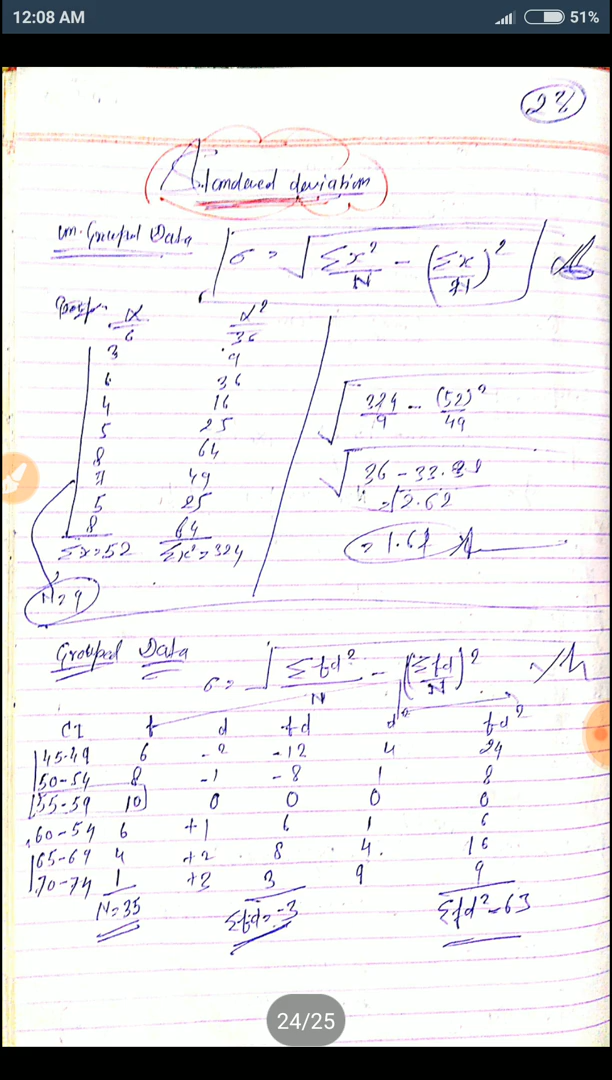 12:08 AM 51%
Standered deviation
un-Grouped Data σ = √ Σx²/N − (Σx/N)²
x x²
6 36
3 9
6 36
4 16
5 25
8 64
7 49
5 25
8 64
Σx=52 Σx²=324
N=9
√ 324/9 − (52)²/49
√ 36 − 33.38
=√2.62
= 1.61
Grouped Data
σ = √ Σfd²/N − (Σfd/N)²
CI f d fd d² fd²
45-49 6 -2 -12 4 24
50-54 8 -1 -8 1 8
55-59 10 0 0 0 0
60-54 6 +1 6 1 6
65-69 4 +2 8 4 16
70-74 1 +3 3 9 9
N=35 Σfd=-3 Σfd²=63
24/25